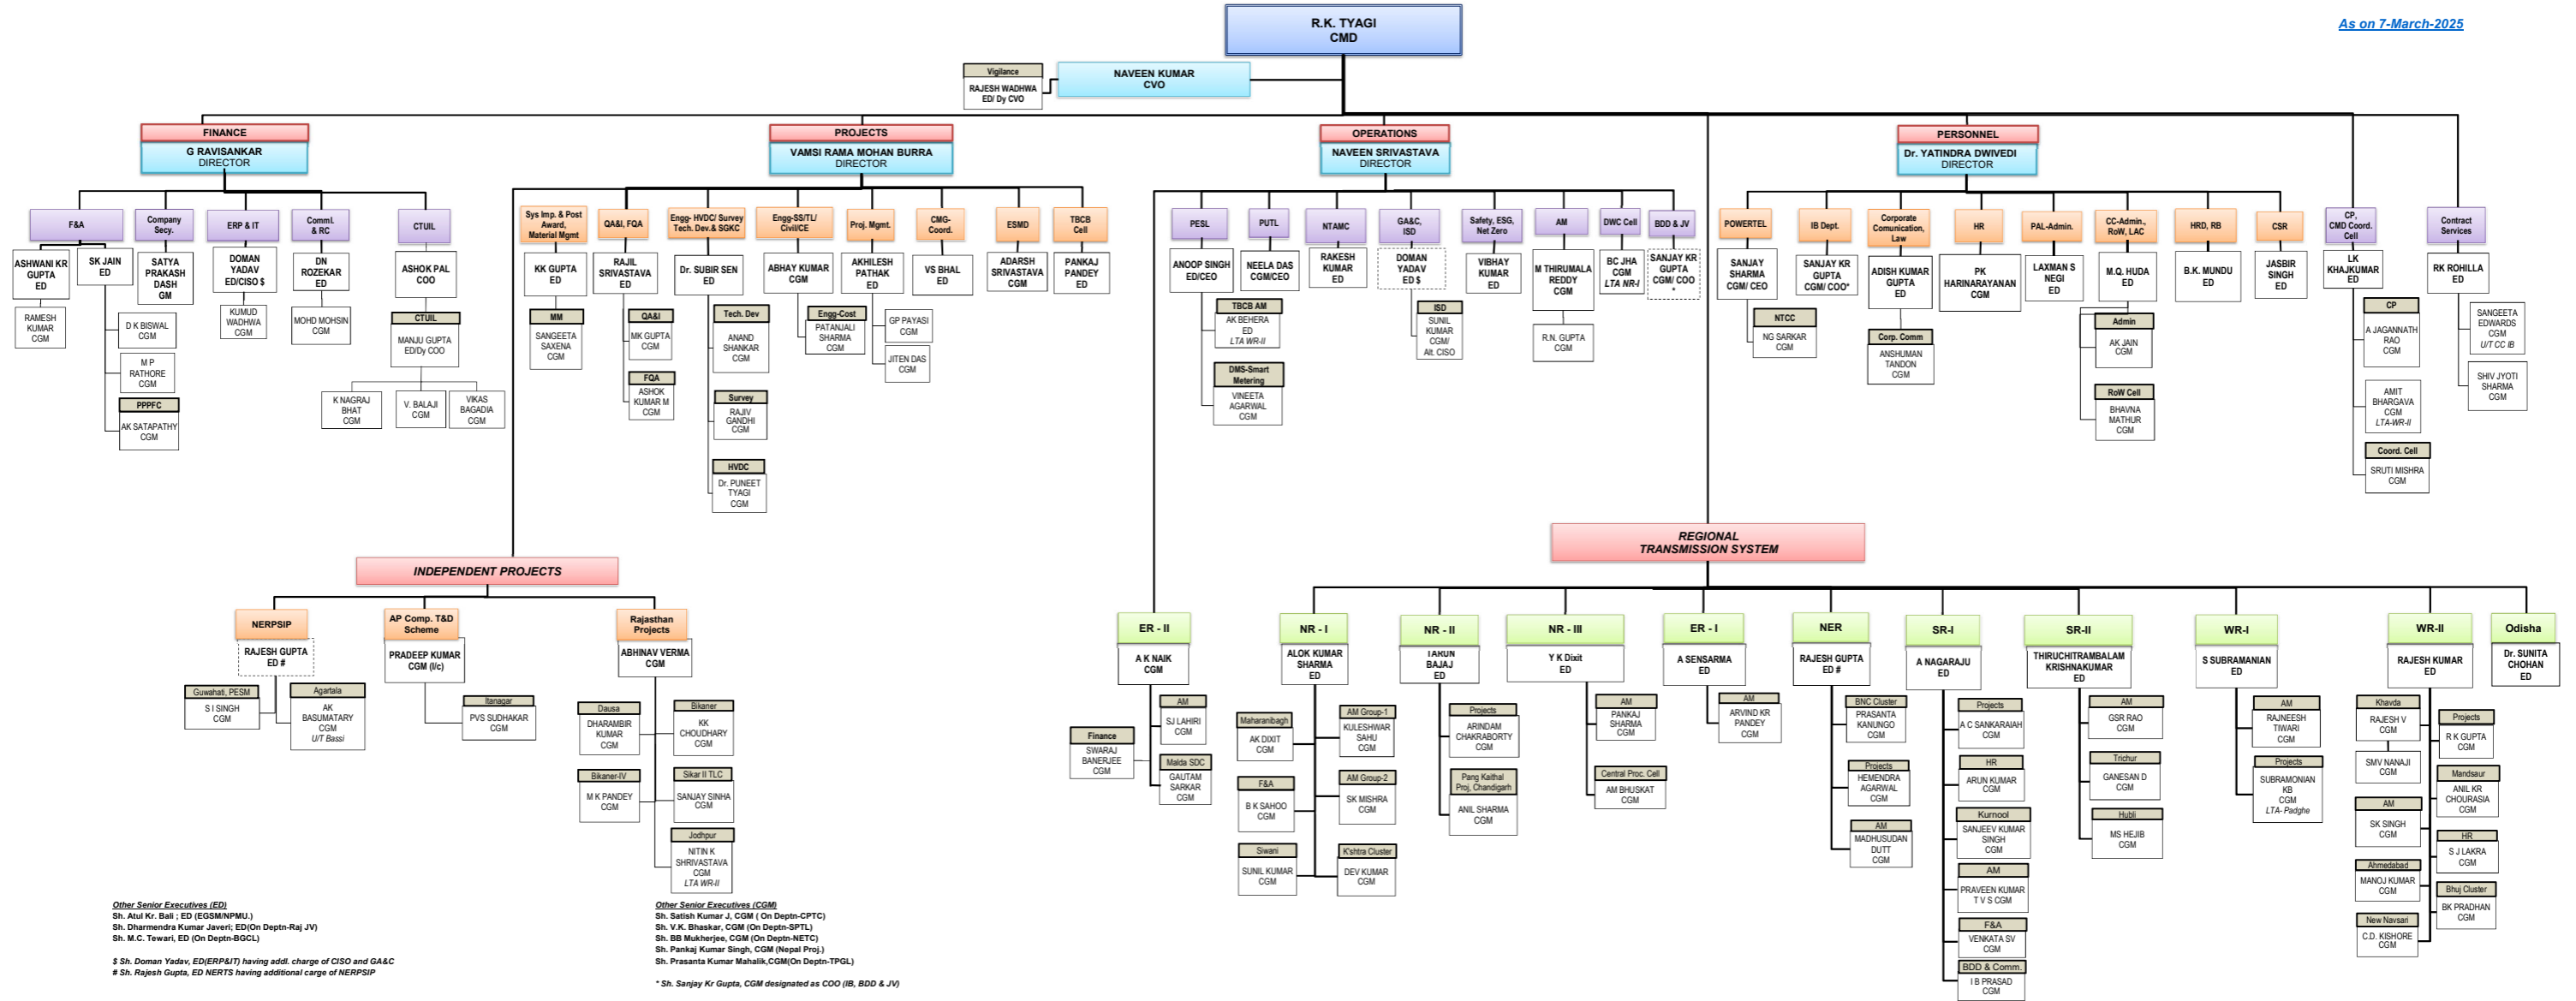 R.K. TYAGI
CMD
As on 7-March-2025
Vigilance
RAJESH WADHWA
ED/ Dy CVO
NAVEEN KUMAR
CVO
FINANCE
G RAVISANKAR
DIRECTOR
PROJECTS
VAMSI RAMA MOHAN BURRA
DIRECTOR
OPERATIONS
NAVEEN SRIVASTAVA
DIRECTOR
PERSONNEL
Dr. YATINDRA DWIVEDI
DIRECTOR
F&A
ASHWANI KR
GUPTA
ED
RAMESH
KUMAR
CGM
SK JAIN
ED
D K BISWAL
CGM
M P
RATHORE
CGM
PPPFC
AK SATAPATHY
CGM
Company
Secy.
SATYA
PRAKASH
DASH
GM
ERP & IT
DOMAN
YADAV
ED/CISO $
KUMUD
WADHWA
CGM
Comml.
& RC
DN
ROZEKAR
ED
MOHD MOHSIN
CGM
CTUIL
ASHOK PAL
COO
CTUIL
MANJU GUPTA
ED/Dy COO
K NAGRAJ
BHAT
CGM
V. BALAJI
CGM
VIKAS
BAGADIA
CGM
Sys Imp. & Post
Award,
Material Mgmt
KK GUPTA
ED
MM
SANGEETA
SAXENA
CGM
QA&I, FQA
RAJIL
SRIVASTAVA
ED
QA&I
MK GUPTA
CGM
FQA
ASHOK
KUMAR M
CGM
Engg- HVDC/ Survey
Tech. Dev.& SGKC
Dr. SUBIR SEN
ED
Tech. Dev
ANAND
SHANKAR
CGM
Survey
RAJIV
GANDHI
CGM
HVDC
Dr. PUNEET
TYAGI
CGM
Engg-SS/TL/
Civil/CE
ABHAY KUMAR
CGM
Engg-Cost
PATANJALI
SHARMA
CGM
Proj. Mgmt.
AKHILESH
PATHAK
ED
GP PAYASI
CGM
JITEN DAS
CGM
CMG-
Coord.
VS BHAL
ED
ESMD
ADARSH
SRIVASTAVA
CGM
TBCB
Cell
PANKAJ
PANDEY
ED
PESL
ANOOP SINGH
ED/CEO
TBCB AM
AK BEHERA
ED
LTA WR-II
DMS-Smart
Metering
VINEETA
AGARWAL
CGM
PUTL
NEELA DAS
CGM/CEO
NTAMC
RAKESH
KUMAR
ED
GA&C,
ISD
DOMAN
YADAV
ED $
ISD
SUNIL
KUMAR
CGM/
Alt. CISO
Safety, ESG,
Net Zero
VIBHAY
KUMAR
ED
AM
M THIRUMALA
REDDY
CGM
R.N. GUPTA
CGM
DWC Cell
BC JHA
CGM
LTA NR-I
BDD & JV
SANJAY KR
GUPTA
CGM/ COO
*
POWERTEL
SANJAY
SHARMA
CGM/ CEO
NTCC
NG SARKAR
CGM
IB Dept.
SANJAY KR
GUPTA
CGM/ COO*
Corporate
Comunication,
Law
ADISH KUMAR
GUPTA
ED
Corp. Comm
ANSHUMAN
TANDON
CGM
HR
PK
HARINARAYANAN
CGM
PAL-Admin.
LAXMAN S
NEGI
ED
CC-Admin.,
RoW, LAC
M.Q. HUDA
ED
Admin
AK JAIN
CGM
RoW Cell
BHAVNA
MATHUR
CGM
HRD, RB
B.K. MUNDU
ED
CSR
JASBIR
SINGH
ED
CP,
CMD Coord.
Cell
LK
KHAJKUMAR
ED
CP
A JAGANNATH
RAO
CGM
AMIT
BHARGAVA
CGM
LTA-WR-II
Coord. Cell
SRUTI MISHRA
CGM
Contract
Services
RK ROHILLA
ED
SANGEETA
EDWARDS
CGM
U/T CC IB
SHIV JYOTI
SHARMA
CGM
INDEPENDENT PROJECTS
NERPSIP
RAJESH GUPTA
ED #
Guwahati, PESM
S I SINGH
CGM
Agartala
AK
BASUMATARY
CGM
U/T Bassi
AP Comp. T&D
Scheme
PRADEEP KUMAR
CGM (I/c)
Itanagar
PVS SUDHAKAR
CGM
Rajasthan
Projects
ABHINAV VERMA
CGM
Dausa
DHARAMBIR
KUMAR
CGM
Bikaner
KK
CHOUDHARY
CGM
Bikaner-IV
M K PANDEY
CGM
Sikar II TLC
SANJAY SINHA
CGM
Jodhpur
NITIN K
SHRIVASTAVA
CGM
LTA WR-II
REGIONAL
TRANSMISSION SYSTEM
ER - II
A K NAIK
CGM
AM
SJ LAHIRI
CGM
Finance
SWARAJ
BANERJEE
CGM
Malda SDC
GAUTAM
SARKAR
CGM
NR - I
ALOK KUMAR
SHARMA
ED
Maharanibagh
AK DIXIT
CGM
AM Group-1
KULESHWAR
SAHU
CGM
F&A
B K SAHOO
CGM
AM Group-2
SK MISHRA
CGM
Siwani
SUNIL KUMAR
CGM
K'shtra Cluster
DEV KUMAR
CGM
NR - II
TARUN
BAJAJ
ED
Projects
ARINDAM
CHAKRABORTY
CGM
Pang Kaithal
Proj, Chandigarh
ANIL SHARMA
CGM
NR - III
Y K Dixit
ED
AM
PANKAJ
SHARMA
CGM
Central Proc. Cell
AM BHUSKAT
CGM
ER - I
A SENSARMA
ED
AM
ARVIND KR
PANDEY
CGM
NER
RAJESH GUPTA
ED #
BNC Cluster
PRASANTA
KANUNGO
CGM
Projects
HEMENDRA
AGARWAL
CGM
AM
MADHUSUDAN
DUTT
CGM
SR-I
A NAGARAJU
ED
Projects
A C SANKARAIAH
CGM
HR
ARUN KUMAR
CGM
Kurnool
SANJEEV KUMAR
SINGH
CGM
AM
PRAVEEN KUMAR
T V S CGM
F&A
VENKATA SV
CGM
BDD & Comm.
I B PRASAD
CGM
SR-II
THIRUCHITRAMBALAM
KRISHNAKUMAR
ED
AM
GSR RAO
CGM
Trichur
GANESAN D
CGM
Hubli
MS HEJIB
CGM
WR-I
S SUBRAMANIAN
ED
AM
RAJNEESH
TIWARI
CGM
Projects
SUBRAMONIAN
KB
CGM
LTA- Padghe
WR-II
RAJESH KUMAR
ED
Khavda
RAJESH V
CGM
SMV NANAJI
CGM
Projects
R K GUPTA
CGM
Mandsaur
ANIL KR
CHOURASIA
CGM
AM
SK SINGH
CGM
HR
S J LAKRA
CGM
Ahmedabad
MANOJ KUMAR
CGM
Bhuj Cluster
BK PRADHAN
CGM
New Navsari
C.D. KISHORE
CGM
Odisha
Dr. SUNITA
CHOHAN
ED
Other Senior Executives (ED)
Sh. Atul Kr. Bali ; ED (EGSM/NPMU.)
Sh. Dharmendra Kumar Javeri; ED(On Deptn-Raj JV)
Sh. M.C. Tewari, ED (On Deptn-BGCL)
$ Sh. Doman Yadav, ED(ERP&IT) having addl. charge of CISO and GA&C
# Sh. Rajesh Gupta, ED NERTS having additional carge of NERPSIP
Other Senior Executives (CGM)
Sh. Satish Kumar J, CGM ( On Deptn-CPTC)
Sh. V.K. Bhaskar, CGM (On Deptn-SPTL)
Sh. BB Mukherjee, CGM (On Deptn-NETC)
Sh. Pankaj Kumar Singh, CGM (Nepal Proj.)
Sh. Prasanta Kumar Mahalik,CGM(On Deptn-TPGL)
* Sh. Sanjay Kr Gupta, CGM designated as COO (IB, BDD & JV)